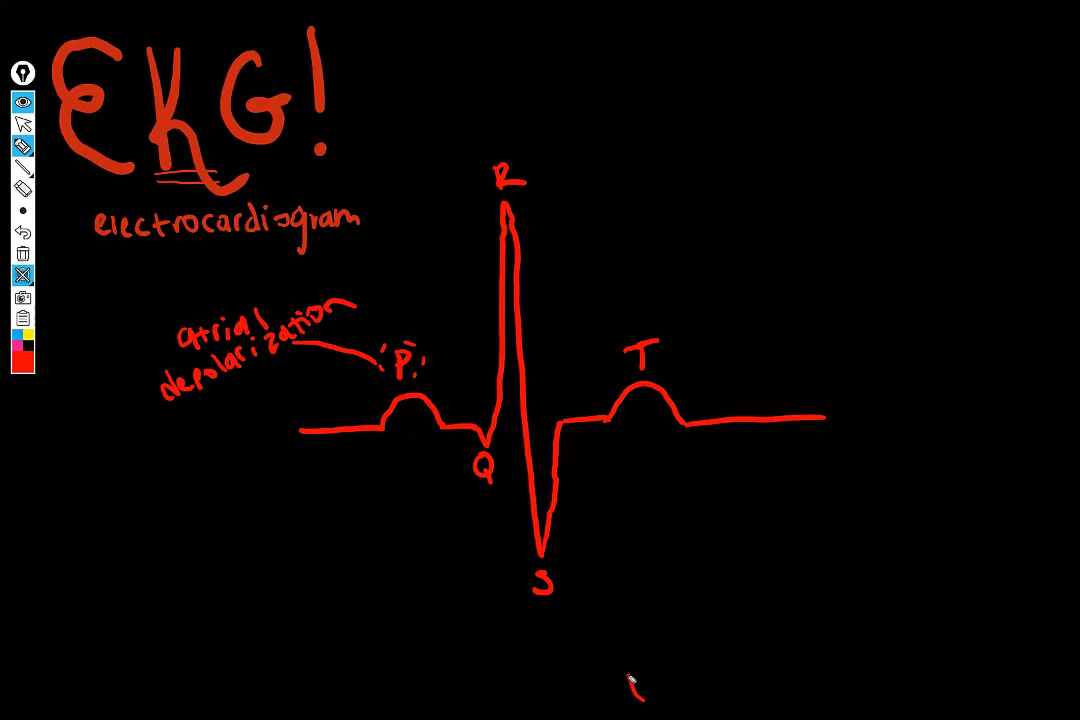 EKG!
electrocardiogram
R
atrial
depolarization
P
T
Q
S